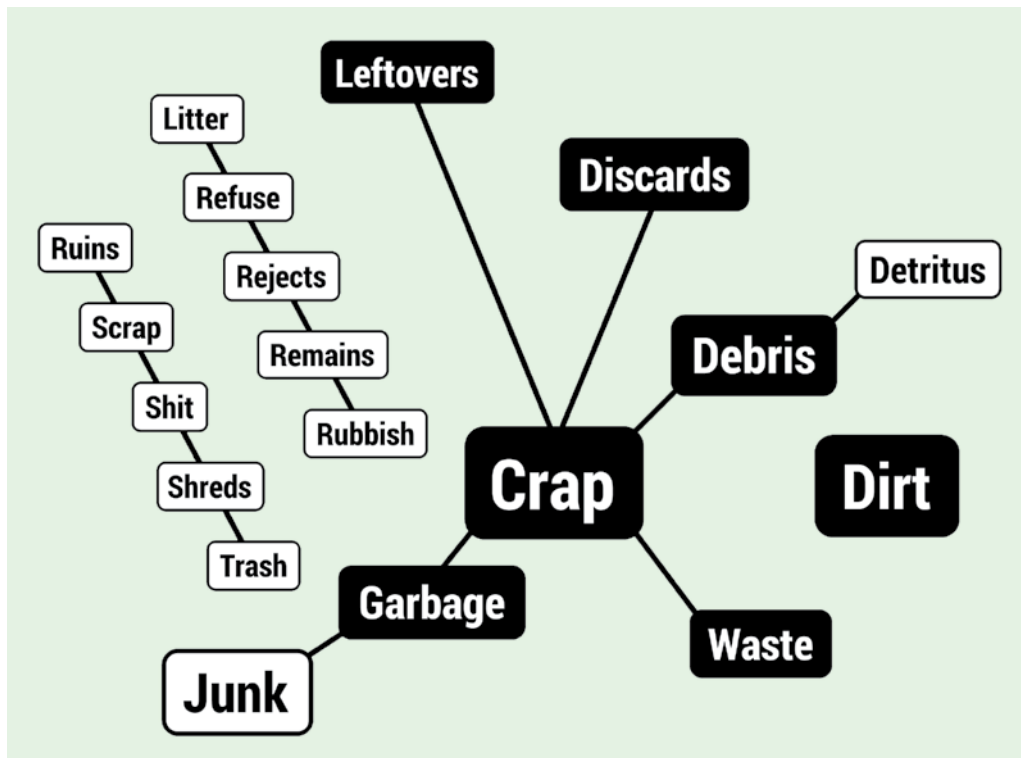 Leftovers
Litter
Discards
Refuse
Ruins
Rejects
Detritus
Scrap
Remains
Debris
Shit
Rubbish
Crap
Dirt
Shreds
Trash
Garbage
Waste
Junk